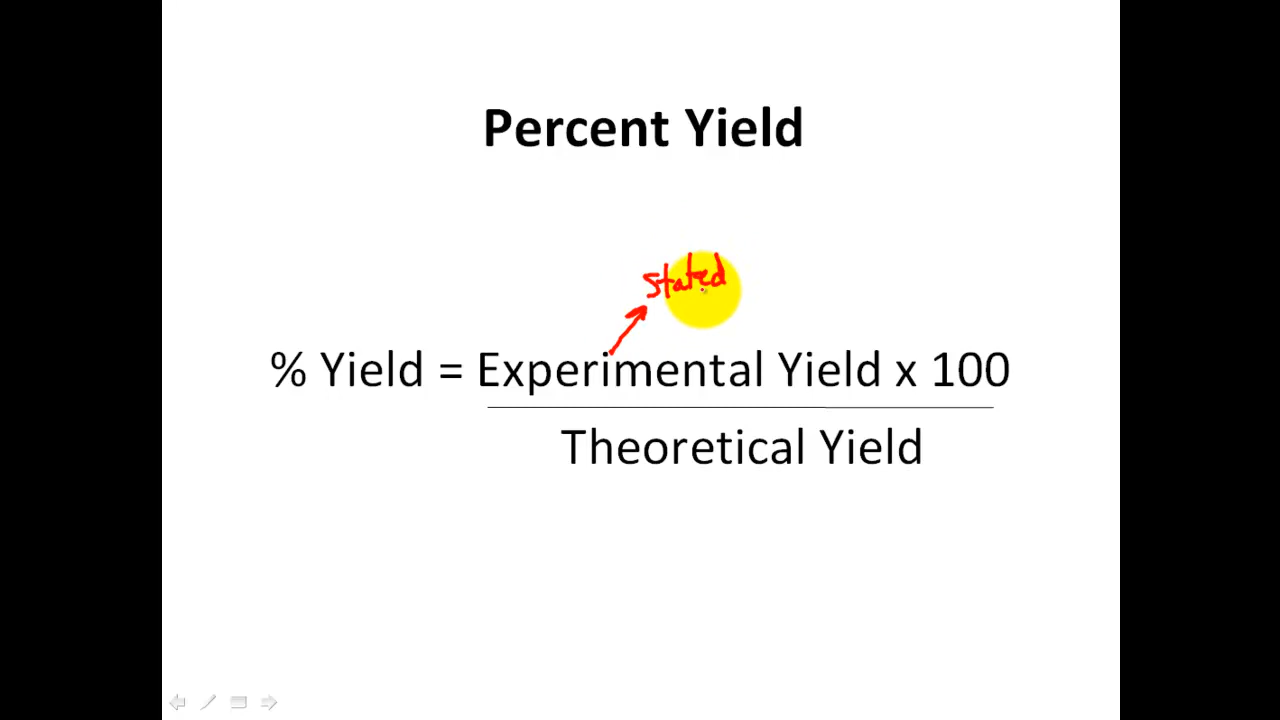 Percent Yield
stated
% Yield = Experimental Yield x 100
Theoretical Yield